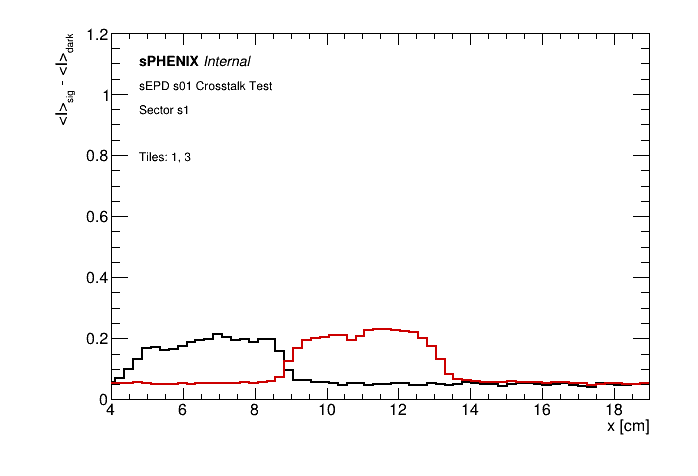 1.2
<I>sig - <I>dark
sPHENIX Internal
sEPD s01 Crosstalk Test
1
Sector s1
0.8
Tiles: 1, 3
0.6
0.4
0.2
0
4 6 8 10 12 14 16 18
x [cm]